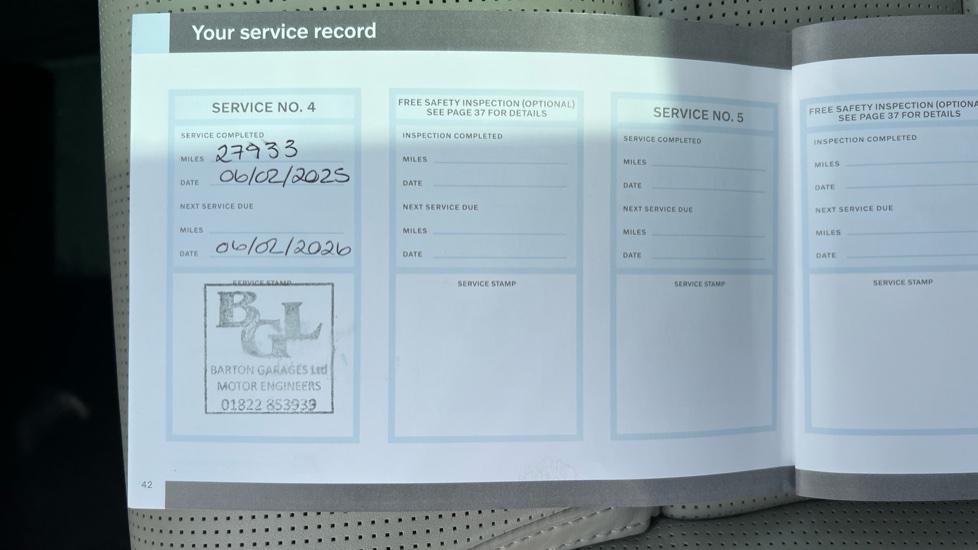 Your service record
SERVICE NO. 4
SERVICE COMPLETED
MILES 27933
DATE 06/02/2025
NEXT SERVICE DUE
MILES
DATE 06/02/2026
SERVICE STAMP
BGL
BARTON GARAGES Ltd
MOTOR ENGINEERS
01822 853939
FREE SAFETY INSPECTION (OPTIONAL)
SEE PAGE 37 FOR DETAILS
INSPECTION COMPLETED
MILES
DATE
NEXT SERVICE DUE
MILES
DATE
SERVICE STAMP
SERVICE NO. 5
SERVICE COMPLETED
MILES
DATE
NEXT SERVICE DUE
MILES
DATE
SERVICE STAMP
FREE SAFETY INSPECTION (OPTIONA
SEE PAGE 37 FOR DETAILS
INSPECTION COMPLETED
MILES
DATE
NEXT SERVICE DUE
MILES
DATE
SERVICE STAMP
42